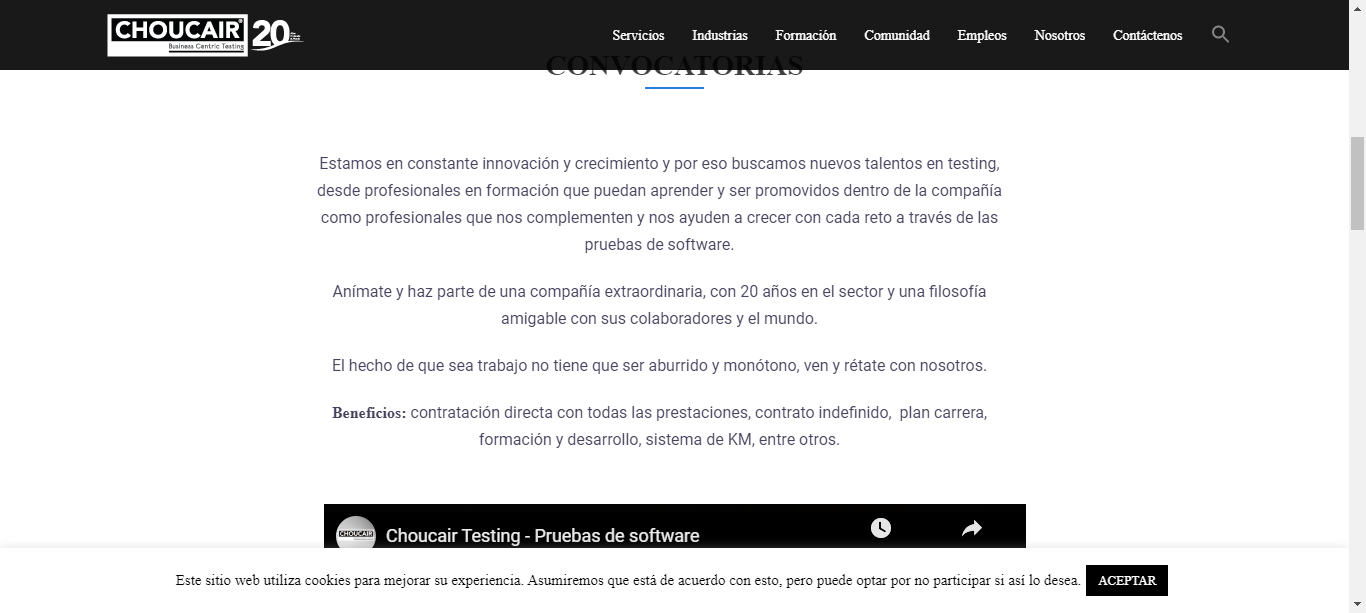 CHOUCAIR
Business Centric Testing
20
Servicios Industrias Formación Comunidad Empleos Nosotros Contáctenos
CONVOCATORIAS
Estamos en constante innovación y crecimiento y por eso buscamos nuevos talentos en testing,
desde profesionales en formación que puedan aprender y ser promovidos dentro de la compañía
como profesionales que nos complementen y nos ayuden a crecer con cada reto a través de las
pruebas de software.
Anímate y haz parte de una compañía extraordinaria, con 20 años en el sector y una filosofía
amigable con sus colaboradores y el mundo.
El hecho de que sea trabajo no tiene que ser aburrido y monótono, ven y rétate con nosotros.
Beneficios: contratación directa con todas las prestaciones, contrato indefinido,  plan carrera,
formación y desarrollo, sistema de KM, entre otros.
CHOUCAIR
Choucair Testing - Pruebas de software
Este sitio web utiliza cookies para mejorar su experiencia. Asumiremos que está de acuerdo con esto, pero puede optar por no participar si así lo desea. ACEPTAR